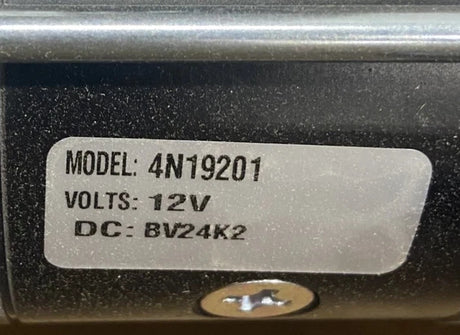 MODEL: 4N19201
VOLTS: 12V
DC: BV24K2